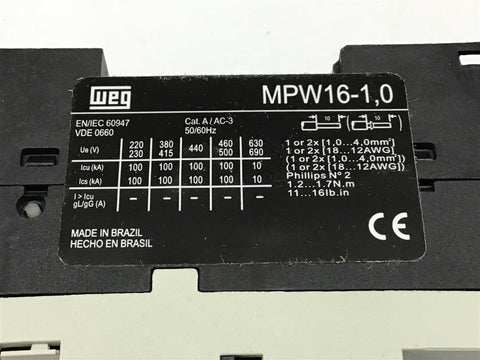 weg
MPW16-1,0
EN/IEC 60947
VDE 0660
Cat. A / AC-3
50/60Hz
10 10
Ue (V) 220 230 380 415 440 460 500 630 690
Icu (kA) 100 100 100 100 10
Ics (kA) 100 100 100 100 10
I > Icu
gL/gG (A) – – – – –
1 or 2x [1,0...4,0mm²]
1 or 2x [18...12AWG]
(1 or 2x [1,0...4,0mm²])
(1 or 2x [18...12AWG])
Phillips Nº 2
1.2...1.7N.m
11...16lb.in
MADE IN BRAZIL
HECHO EN BRASIL
CE